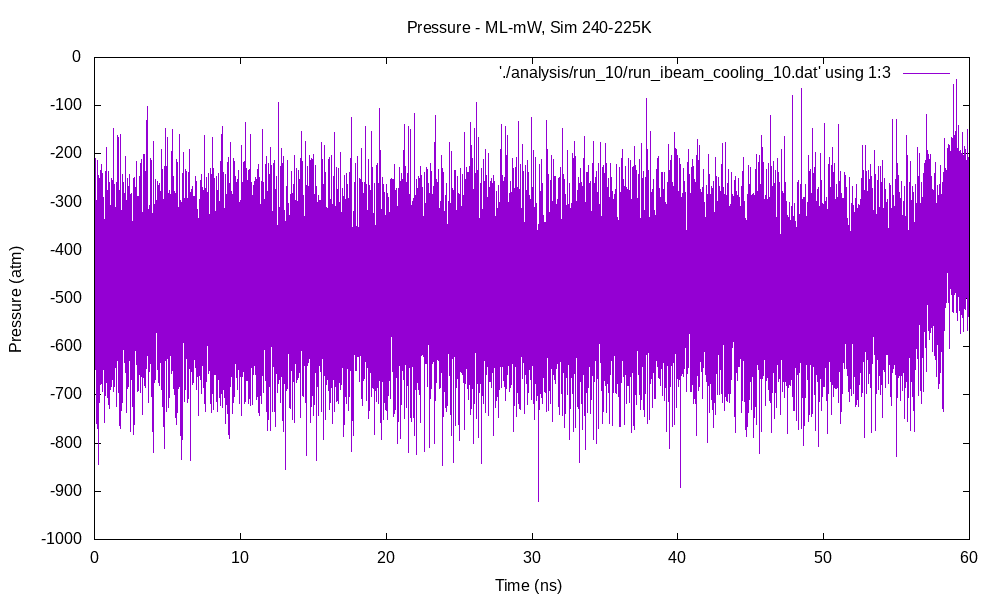 Pressure - ML-mW, Sim 240-225K
'./analysis/run_10/run_ibeam_cooling_10.dat' using 1:3
0
-100
-200
-300
-400
-500
-600
-700
-800
-900
-1000
Pressure (atm)
0 10 20 30 40 50 60
Time (ns)